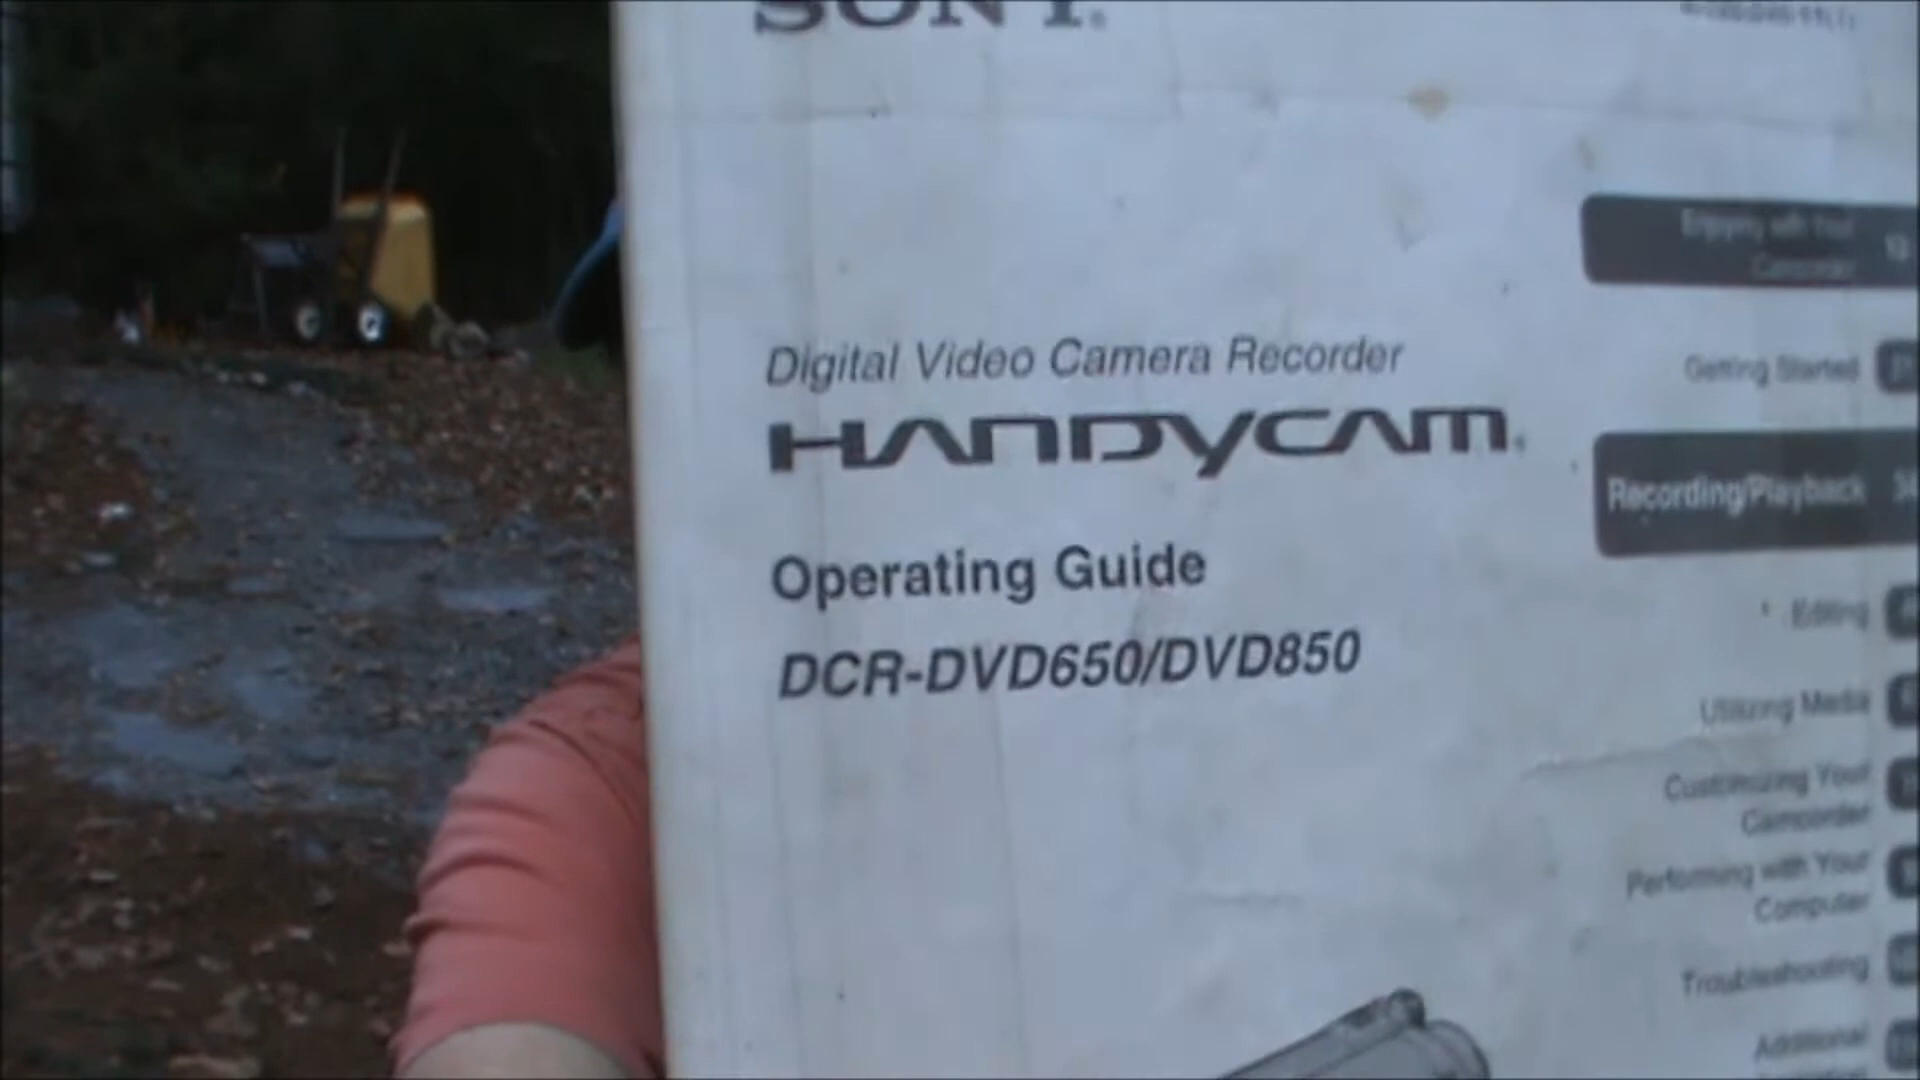 SONY
Enjoying with Your
Camcorder
Digital Video Camera Recorder
Getting Started
HANDYCAM
Recording/Playback
Operating Guide
Editing
DCR-DVD650/DVD850
Utilizing Media
Customizing Your
Camcorder
Performing with Your
Computer
Troubleshooting
Additional